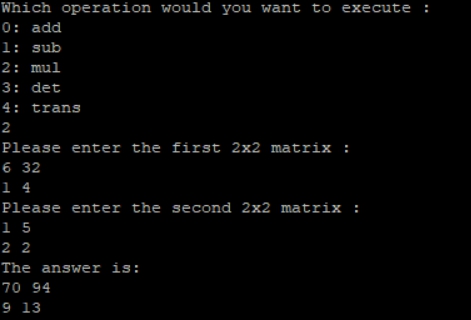 Which operation would you want to execute :
0: add
1: sub
2: mul
3: det
4: trans
2
Please enter the first 2x2 matrix :
6 32
1 4
Please enter the second 2x2 matrix :
1 5
2 2
The answer is:
70 94
9 13